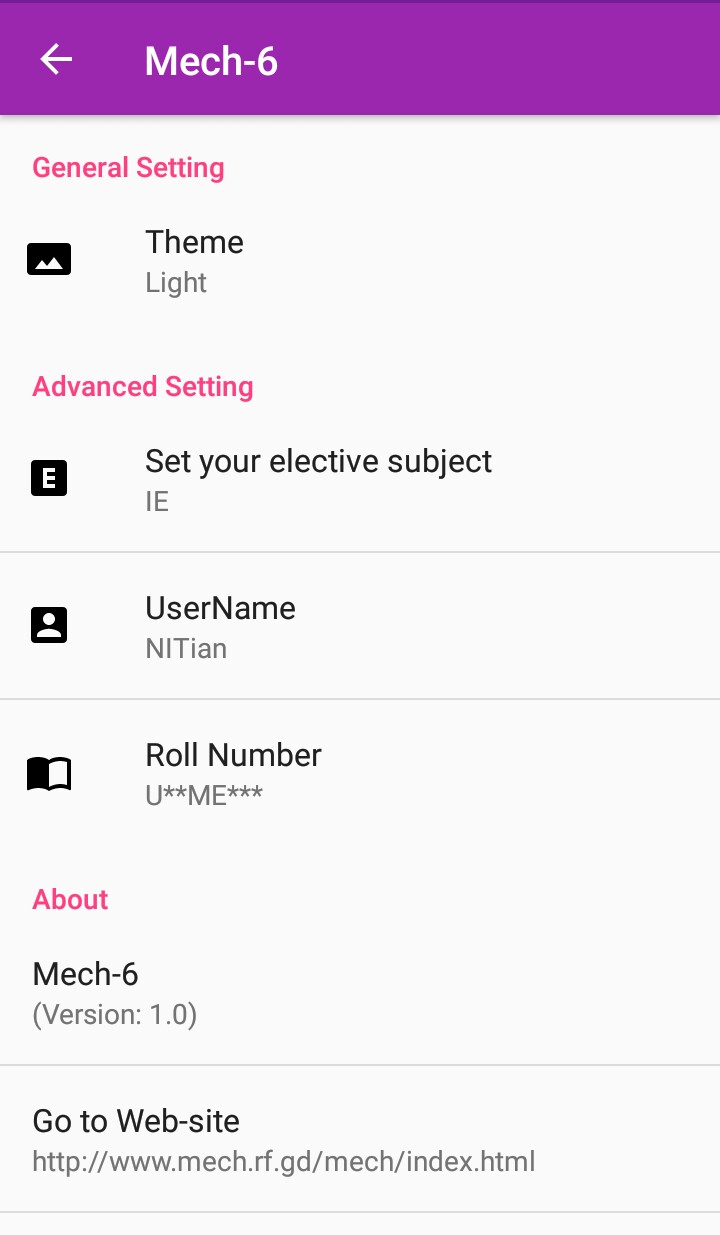 Mech-6
General Setting
Theme
Light
Advanced Setting
E
Set your elective subject
IE
UserName
NITian
Roll Number
U**ME***
About
Mech-6
(Version: 1.0)
Go to Web-site
http://www.mech.rf.gd/mech/index.html